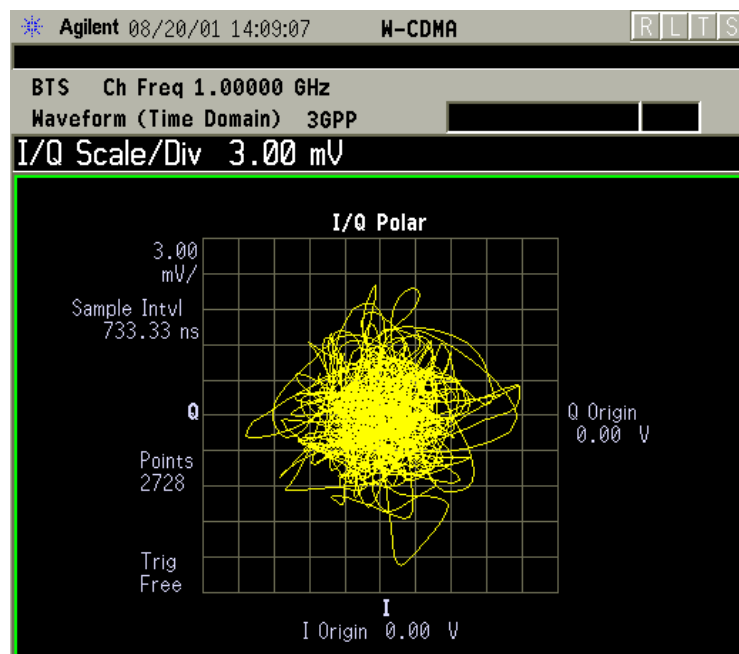 Agilent 08/20/01 14:09:07 W-CDMA R L T S
BTS Ch Freq 1.00000 GHz
Waveform (Time Domain) 3GPP
I/Q Scale/Div 3.00 mV
I/Q Polar
3.00
mV/
Sample Intvl
733.33 ns
Q
Q Origin
0.00 V
Points
2728
Trig
Free
I
I Origin 0.00 V